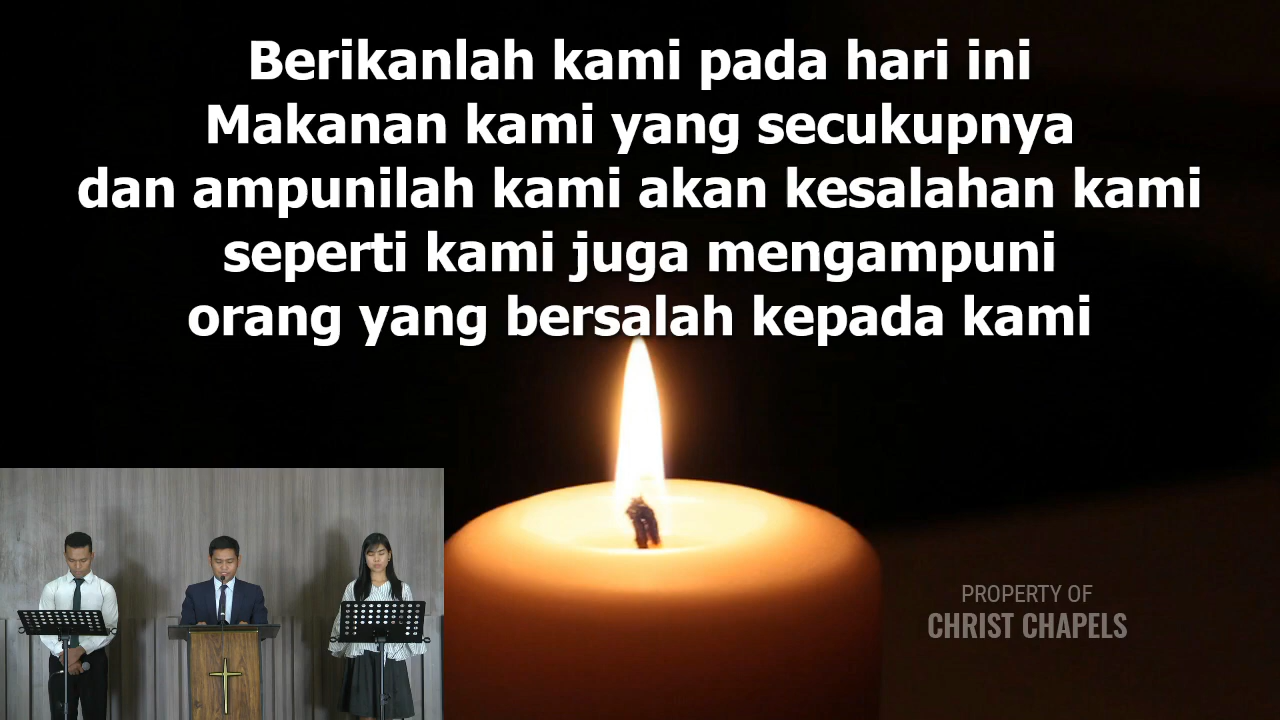 Berikanlah kami pada hari ini
Makanan kami yang secukupnya
dan ampunilah kami akan kesalahan kami
seperti kami juga mengampuni
orang yang bersalah kepada kami
PROPERTY OF
CHRIST CHAPELS